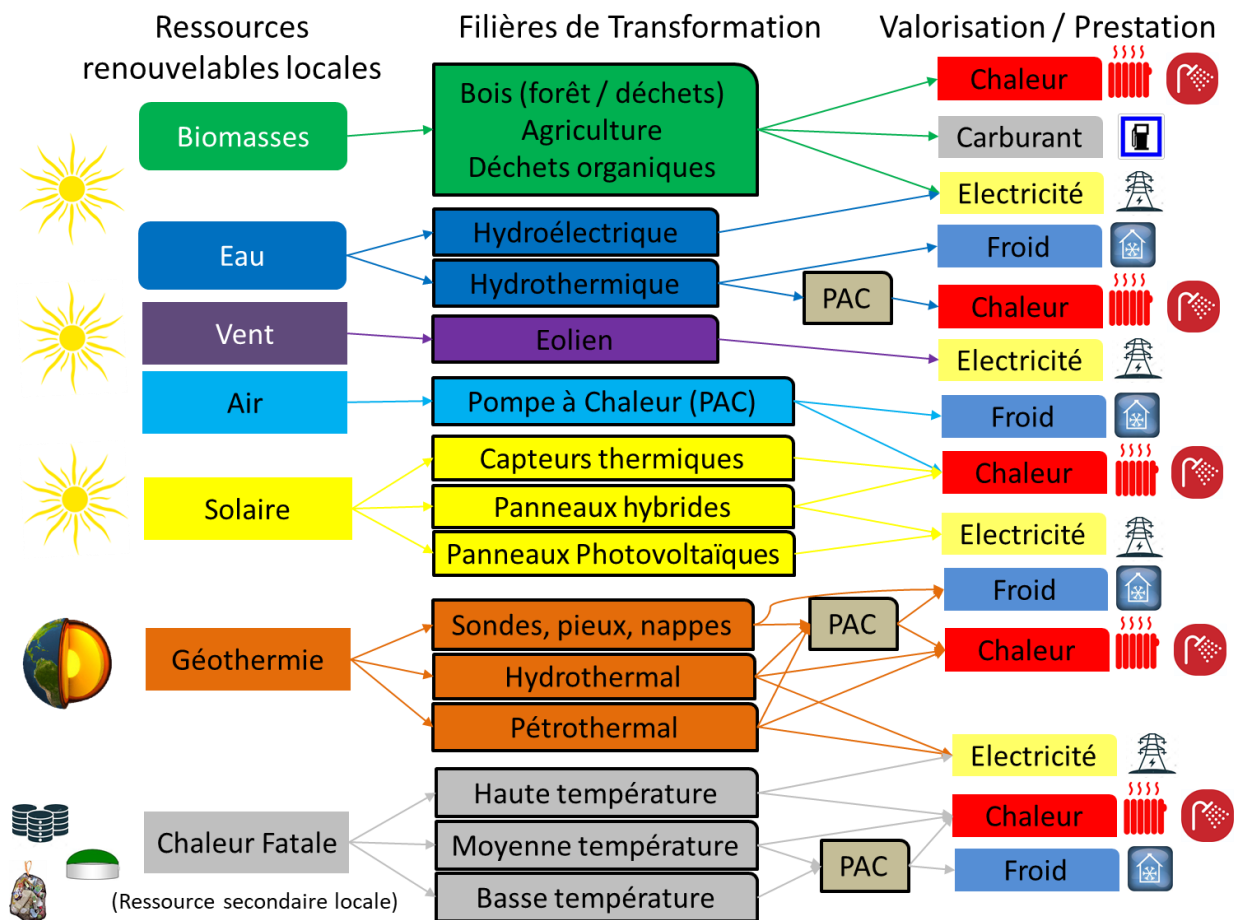 Ressources
renouvelables locales
Filières de Transformation
Valorisation / Prestation
Biomasses
Bois (forêt / déchets)
Agriculture
Déchets organiques
Chaleur
Carburant
Electricité
Eau
Hydroélectrique
Hydrothermique
PAC
Froid
Chaleur
Vent
Eolien
Electricité
Air
Pompe à Chaleur (PAC)
Froid
Chaleur
Solaire
Capteurs thermiques
Panneaux hybrides
Panneaux Photovoltaïques
Electricité
Géothermie
Sondes, pieux, nappes
Hydrothermal
Pétrothermal
PAC
Froid
Chaleur
Electricité
Chaleur Fatale
(Ressource secondaire locale)
Haute température
Moyenne température
Basse température
PAC
Chaleur
Froid